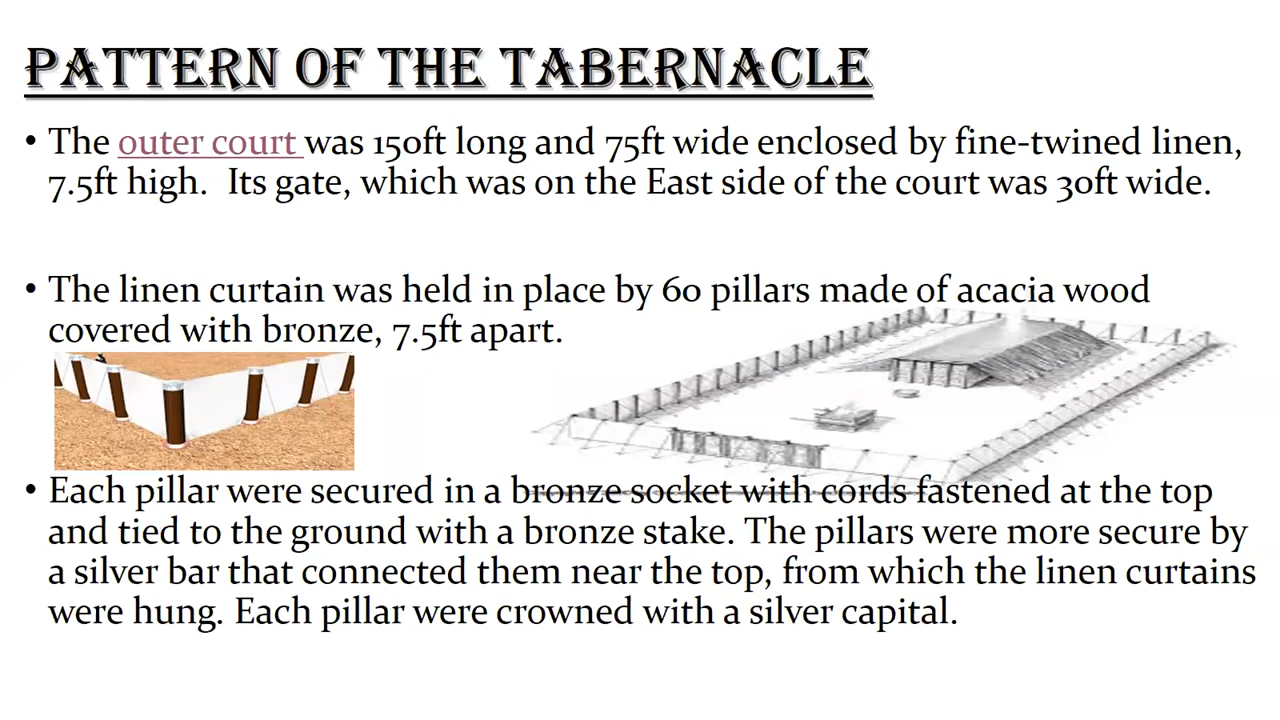 PATTERN OF THE TABERNACLE
• The outer court was 150ft long and 75ft wide enclosed by fine-twined linen,
7.5ft high.  Its gate, which was on the East side of the court was 30ft wide.
• The linen curtain was held in place by 60 pillars made of acacia wood
covered with bronze, 7.5ft apart.
• Each pillar were secured in a bronze socket with cords fastened at the top
and tied to the ground with a bronze stake. The pillars were more secure by
a silver bar that connected them near the top, from which the linen curtains
were hung. Each pillar were crowned with a silver capital.